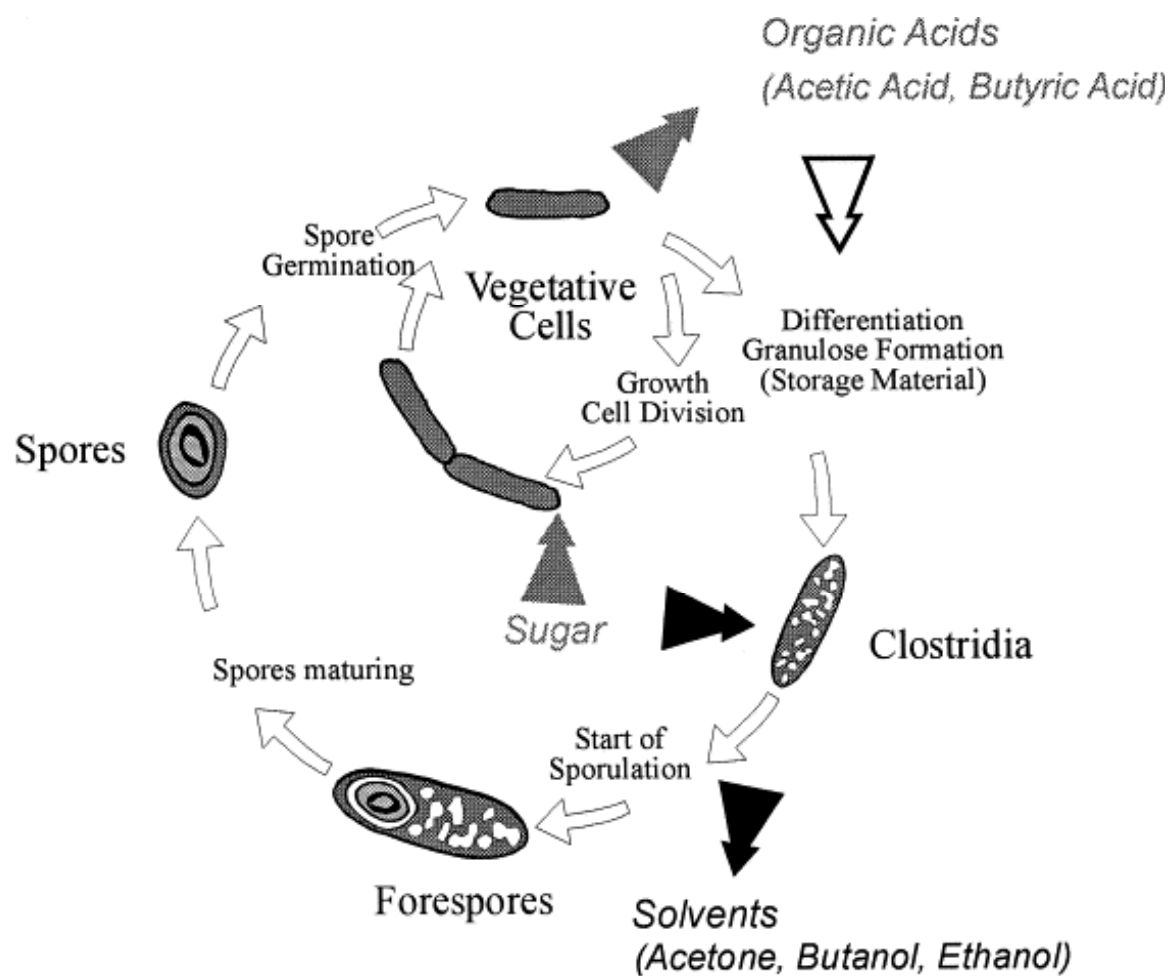 Organic Acids
(Acetic Acid, Butyric Acid)
Spore
Germination
Vegetative
Cells
Differentiation
Granulose Formation
(Storage Material)
Growth
Cell Division
Spores
Sugar
Clostridia
Spores maturing
Start of
Sporulation
Forespores
Solvents
(Acetone, Butanol, Ethanol)